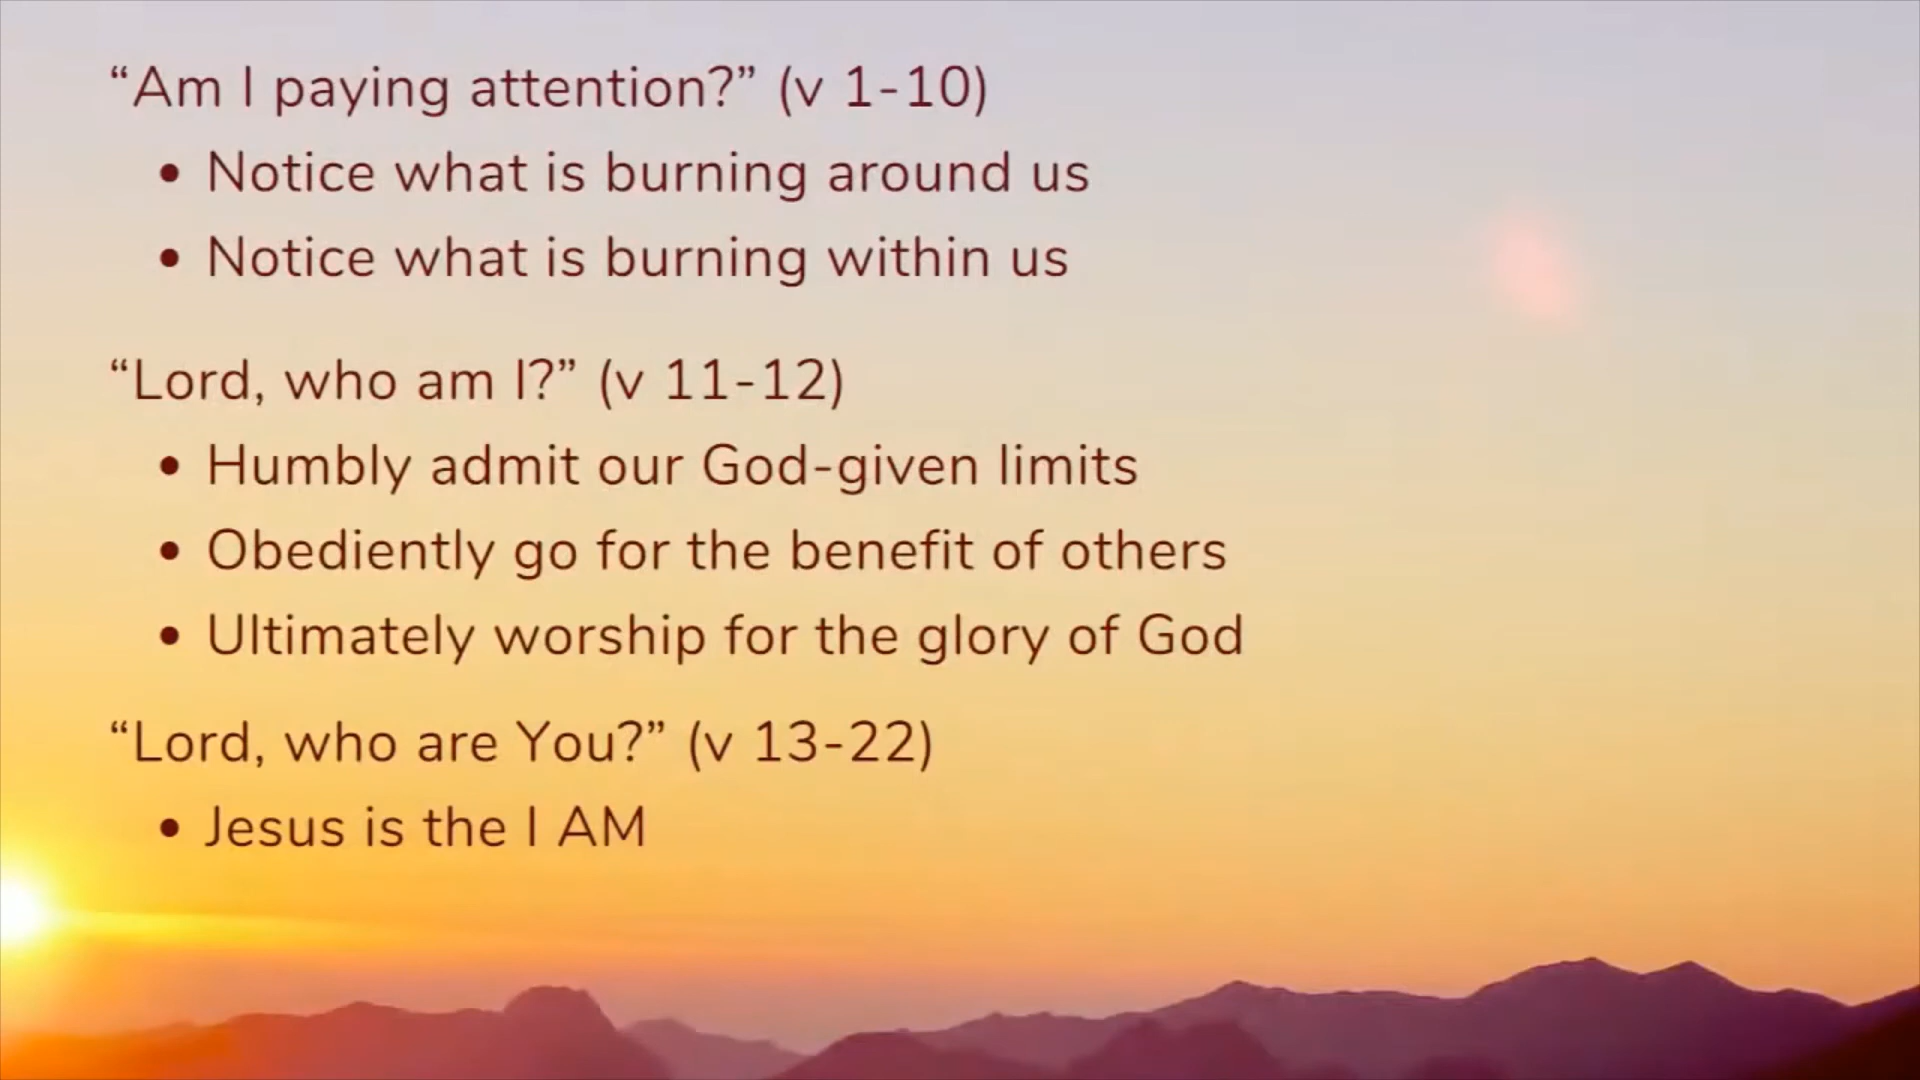 “Am I paying attention?” (v 1-10)
• Notice what is burning around us
• Notice what is burning within us
“Lord, who am I?” (v 11-12)
• Humbly admit our God-given limits
• Obediently go for the benefit of others
• Ultimately worship for the glory of God
“Lord, who are You?” (v 13-22)
• Jesus is the I AM